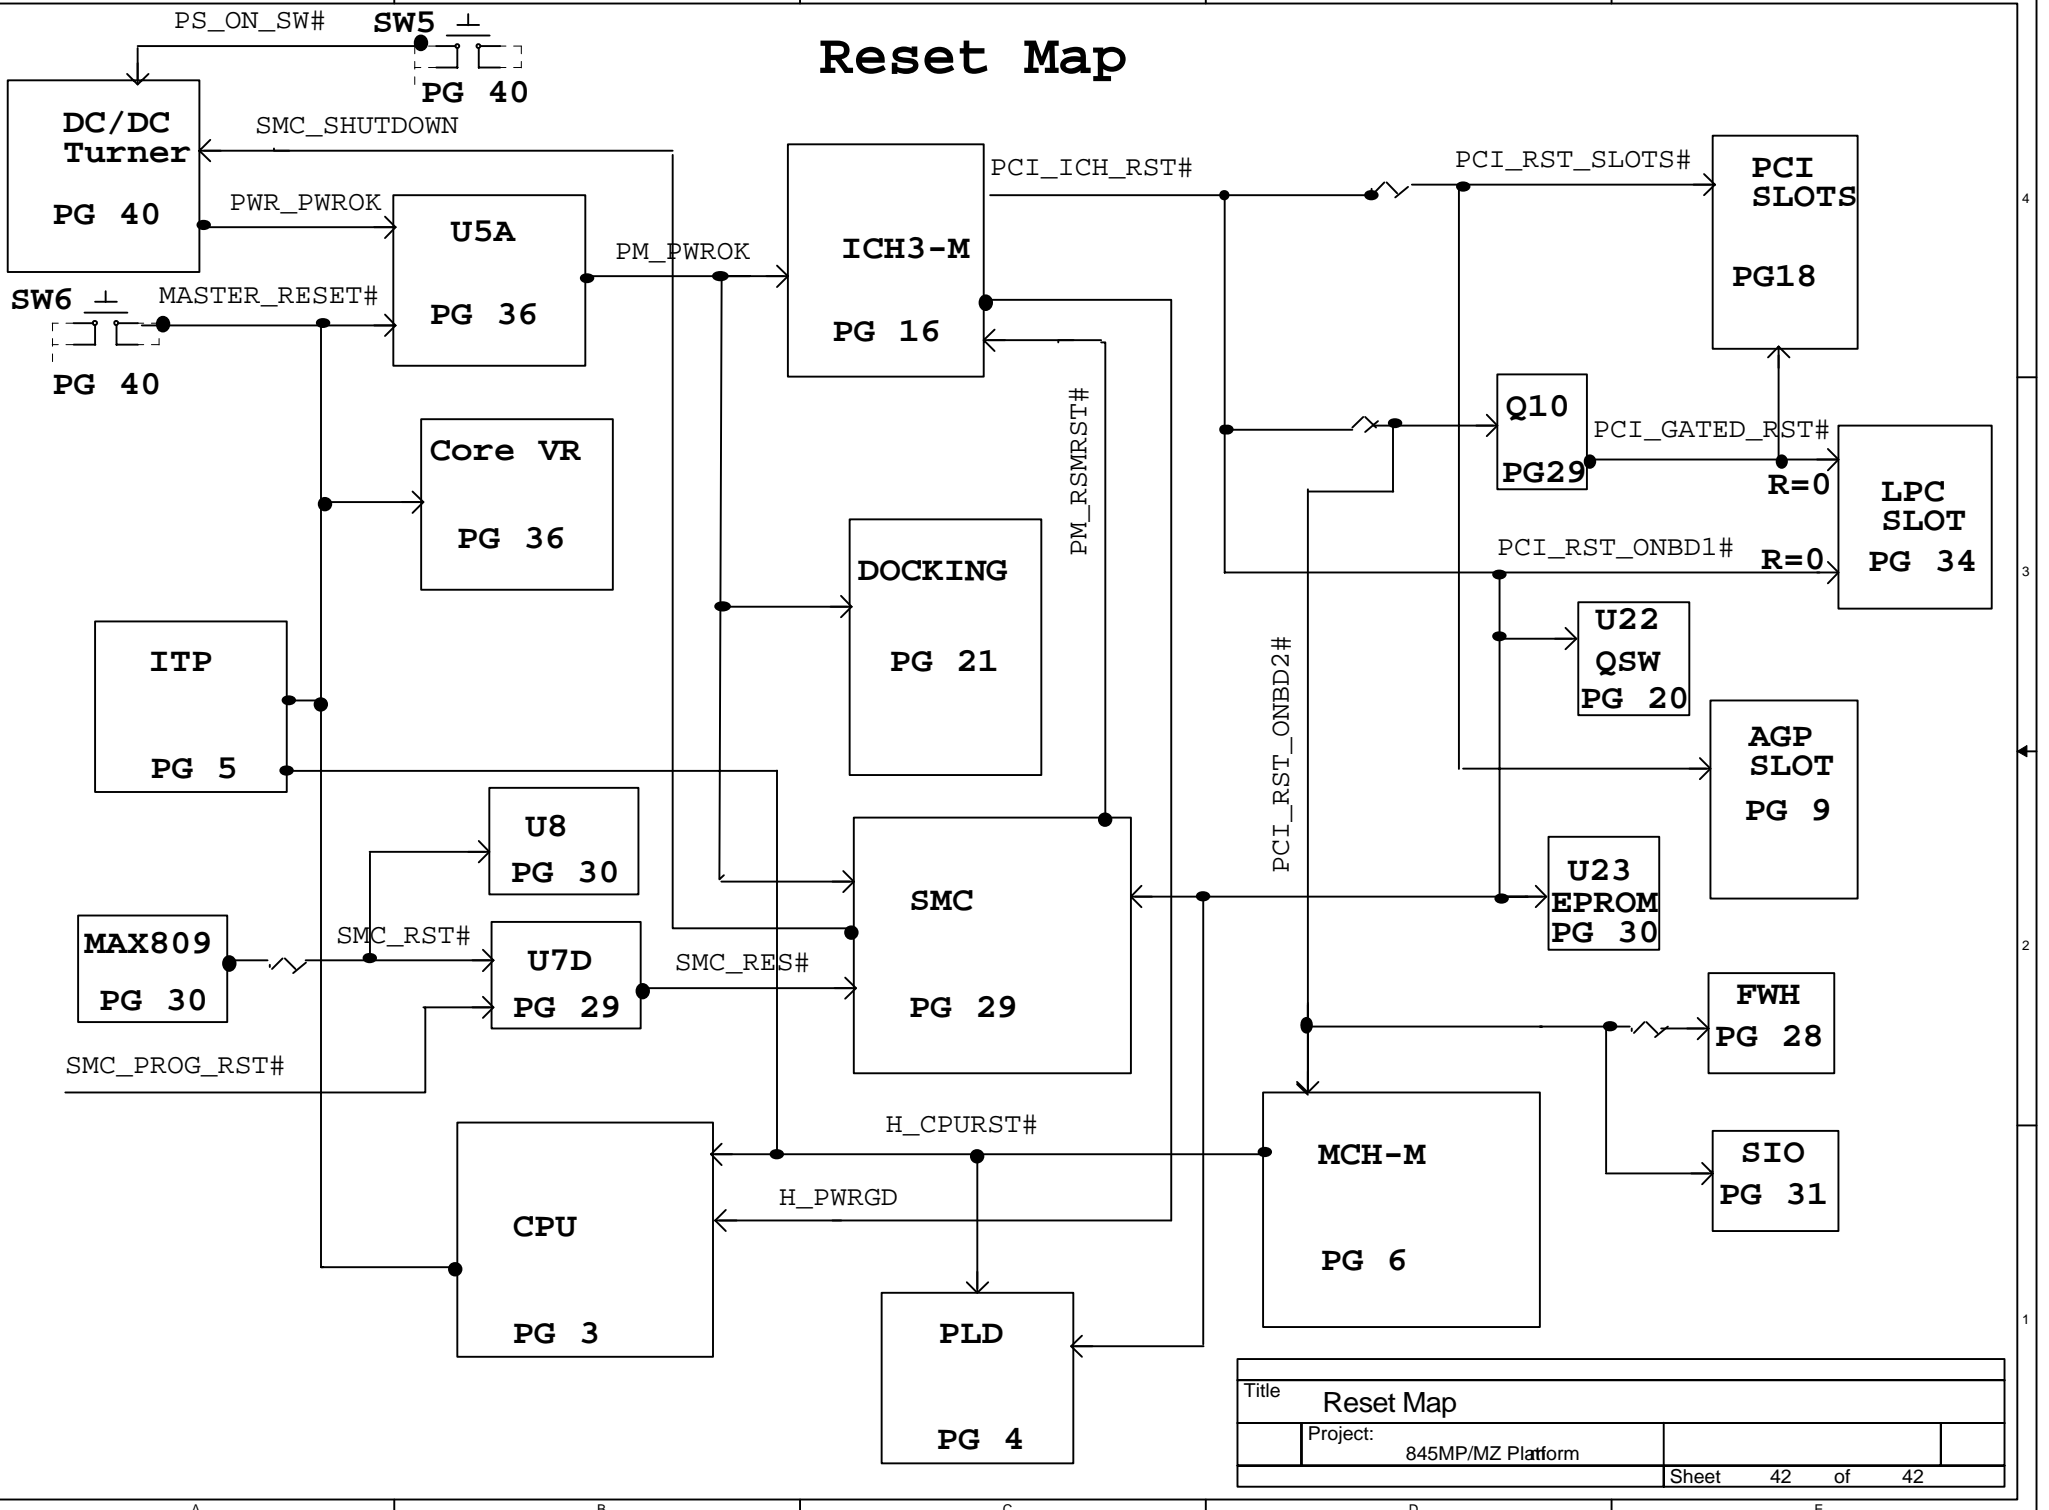 PS_ON_SW#
SW5
PG 40
Reset Map
DC/DC
Turner
PG 40
SMC_SHUTDOWN
PWR_PWROK
SW6
MASTER_RESET#
PG 40
U5A
PG 36
PM_PWROK
ICH3-M
PG 16
PCI_ICH_RST#
PCI_RST_SLOTS#
PCI
SLOTS
PG18
4
Core VR
PG 36
PM_RSMRST#
Q10
PG29
PCI_GATED_RST#
R=0
LPC
SLOT
PG 34
PCI_RST_ONBD1#
R=0
3
DOCKING
PG 21
ITP
PG 5
U22
QSW
PG 20
PCI_RST_ONBD2#
AGP
SLOT
PG 9
U8
PG 30
SMC
PG 29
U23
EPROM
PG 30
MAX809
PG 30
SMC_RST#
U7D
PG 29
SMC_RES#
2
FWH
PG 28
SMC_PROG_RST#
H_CPURST#
MCH-M
PG 6
SIO
PG 31
H_PWRGD
CPU
PG 3
PLD
PG 4
1
Title
Reset Map
Project:
845MP/MZ Platform
Sheet 42 of 42
A
B
C
D
E